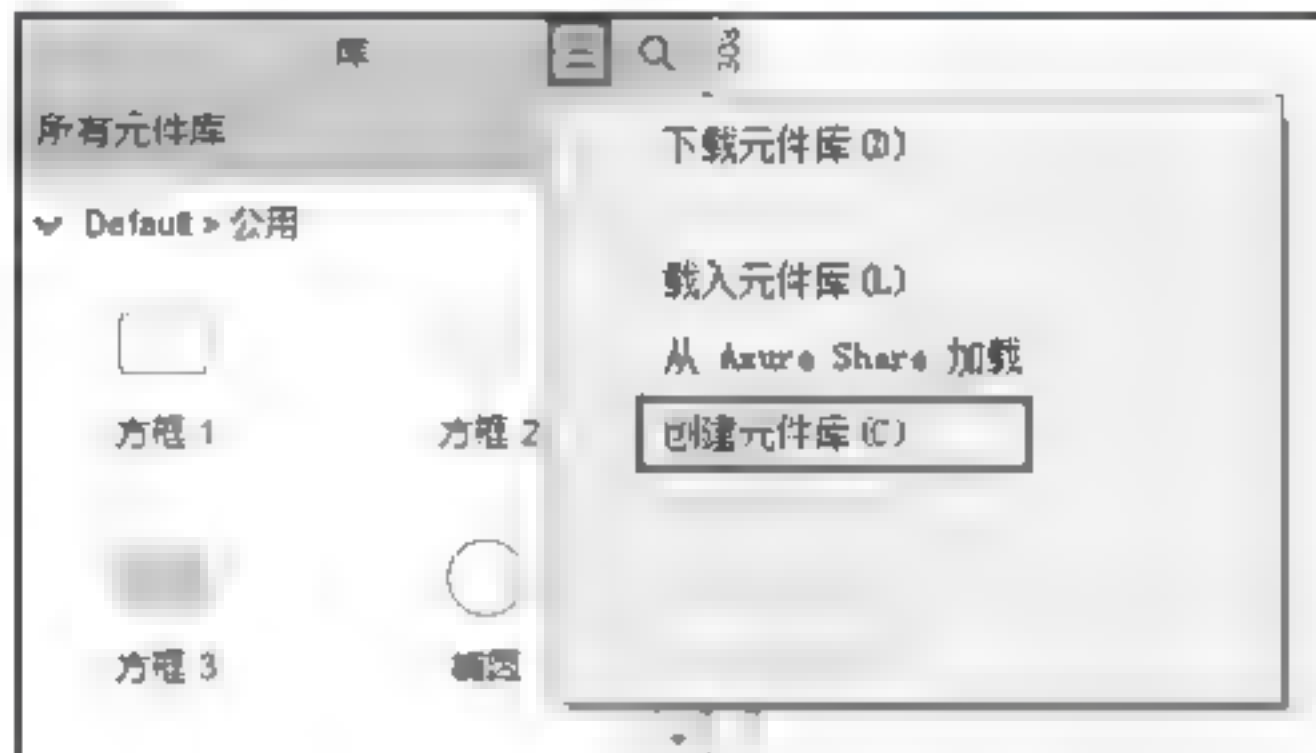 库
300
所有元件库
下载元件库(D)
Default > 公用
载入元件库(L)
从 Axure Share 加载
方框 1
方框 2
创建元件库(C)
方框 3
椭圆